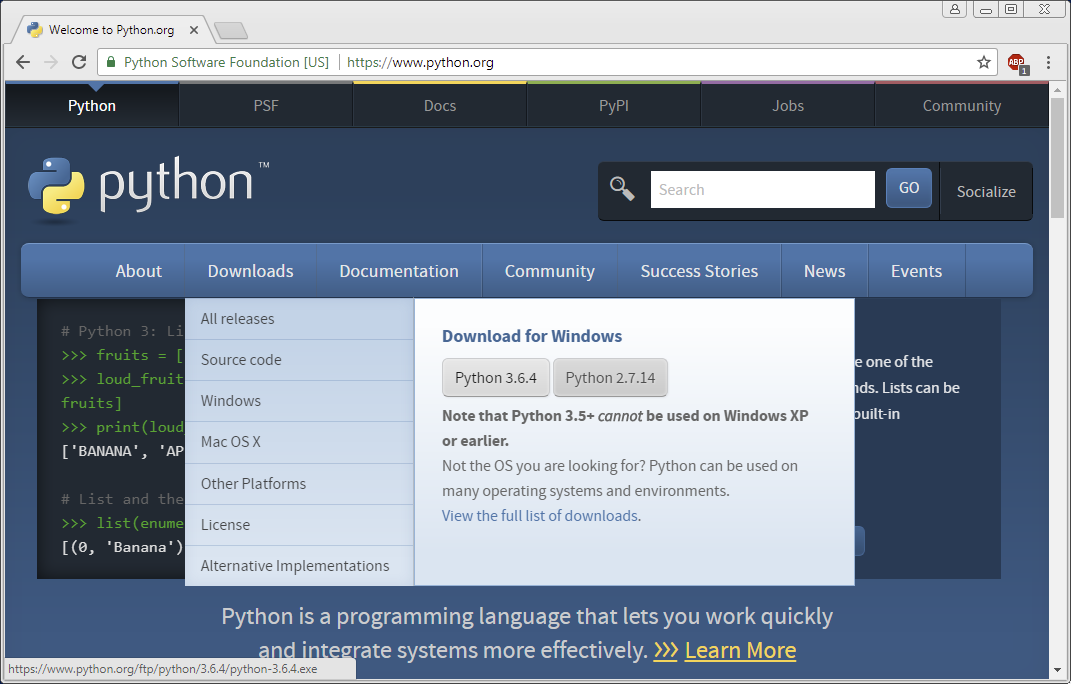 Welcome to Python.org
Python Software Foundation [US] https://www.python.org
ABP 1
Python PSF Docs PyPI Jobs Community
python™
Search GO Socialize
About Downloads Documentation Community Success Stories News Events
# Python 3: Li
>>> fruits = [
>>> loud_fruit
fruits]
>>> print(loud_
['BANANA', 'AP
# List and the
>>> list(enume
[(0, 'Banana')
All releases
Source code
Windows
Mac OS X
Other Platforms
License
Alternative Implementations
Download for Windows
Python 3.6.4 Python 2.7.14
Note that Python 3.5+ cannot be used on Windows XP
or earlier.
Not the OS you are looking for? Python can be used on
many operating systems and environments.
View the full list of downloads.
e one of the
nds. Lists can be
built-in
Python is a programming language that lets you work quickly
and integrate systems more effectively. >>> Learn More
https://www.python.org/ftp/python/3.6.4/python-3.6.4.exe